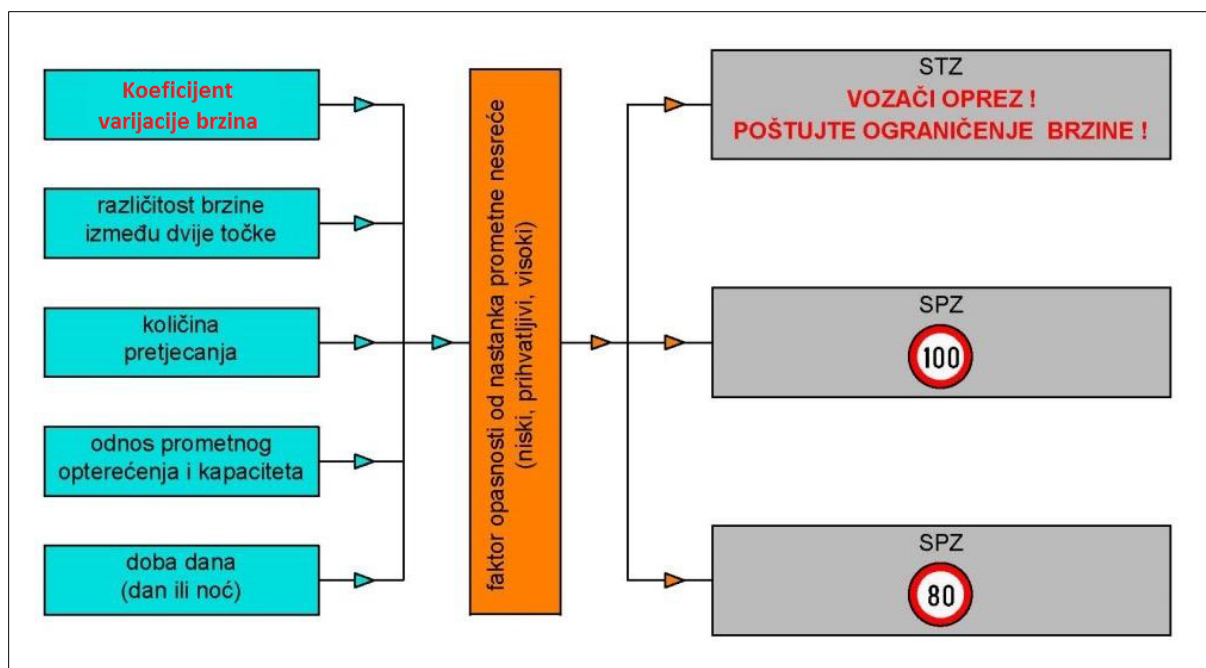 Koeficijent
varijacije brzina
različitost brzine
između dvije točke
količina
pretjecanja
odnos prometnog
opterećenja i kapaciteta
doba dana
(dan ili noć)
faktor opasnosti od nastanka prometne nesreće
(niski, prihvatljivi, visoki)
STZ
VOZAČI OPREZ !
POŠTUJTE OGRANIČENJE BRZINE !
SPZ
100
SPZ
80